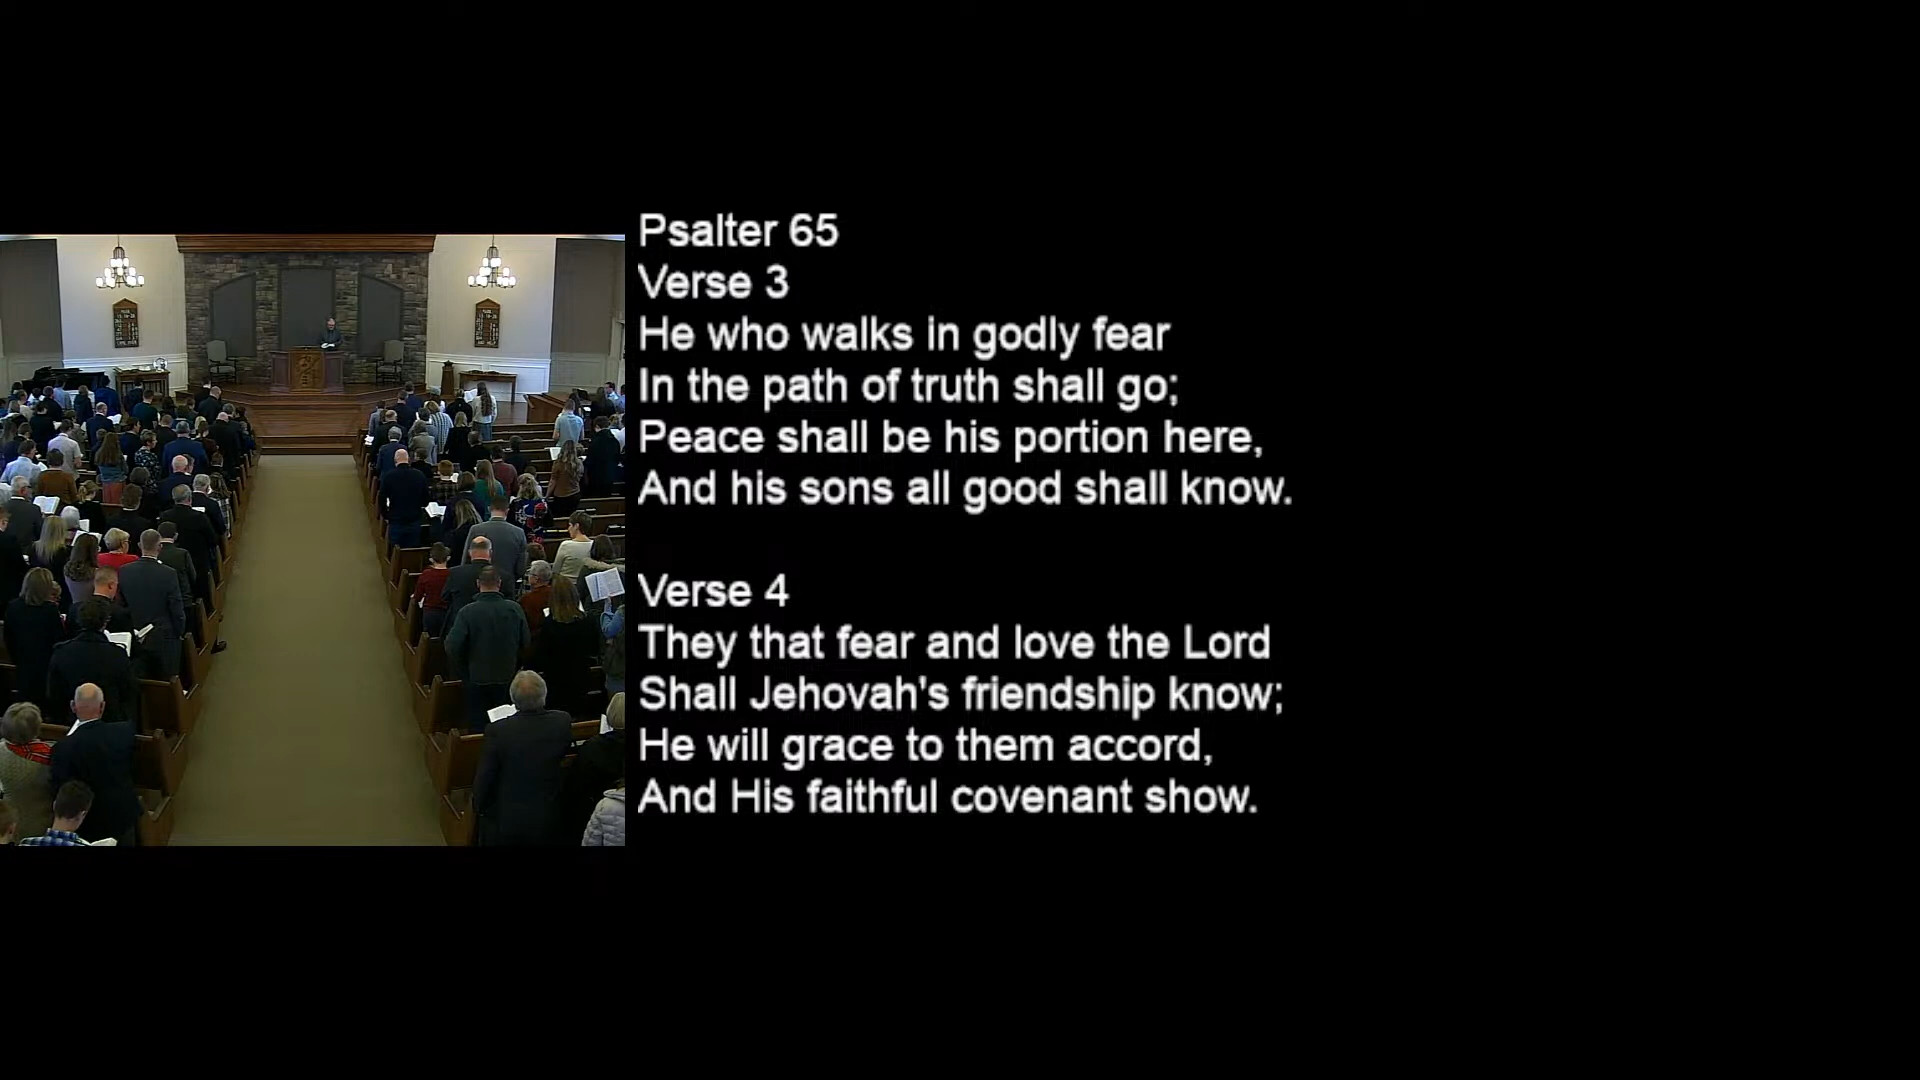 Psalter 65
Verse 3
He who walks in godly fear
In the path of truth shall go;
Peace shall be his portion here,
And his sons all good shall know.
Verse 4
They that fear and love the Lord
Shall Jehovah's friendship know;
He will grace to them accord,
And His faithful covenant show.